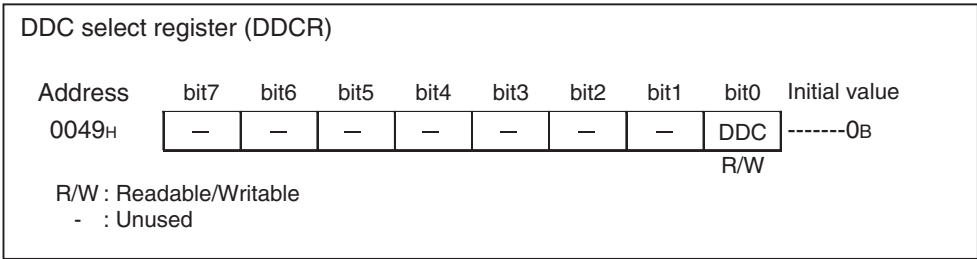 DDC select register (DDCR)
Address bit7 bit6 bit5 bit4 bit3 bit2 bit1 bit0 Initial value
0049H — — — — — — — DDC -------0B
R/W
R/W : Readable/Writable
- : Unused